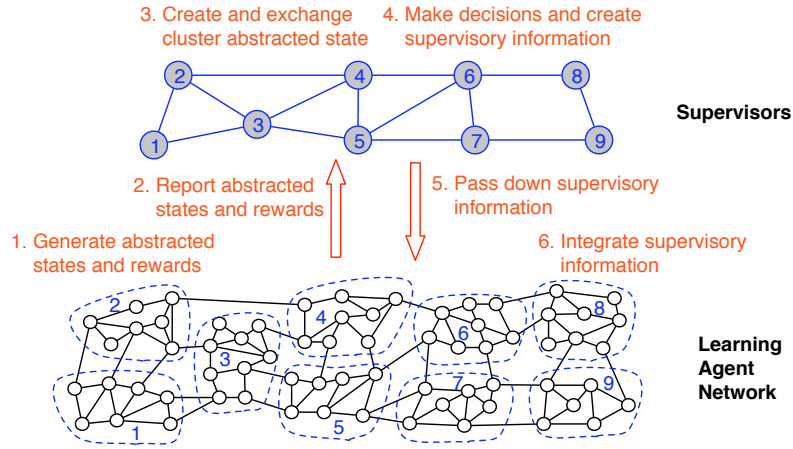 3. Create and exchange
cluster abstracted state
4. Make decisions and create
supervisory information
2
4
6
8
3
1
5
7
9
Supervisors
2. Report abstracted
states and rewards
5. Pass down supervisory
information
1. Generate abstracted
states and rewards
6. Integrate supervisory
information
2
4
8
6
3
7
9
1
5
Learning
Agent
Network